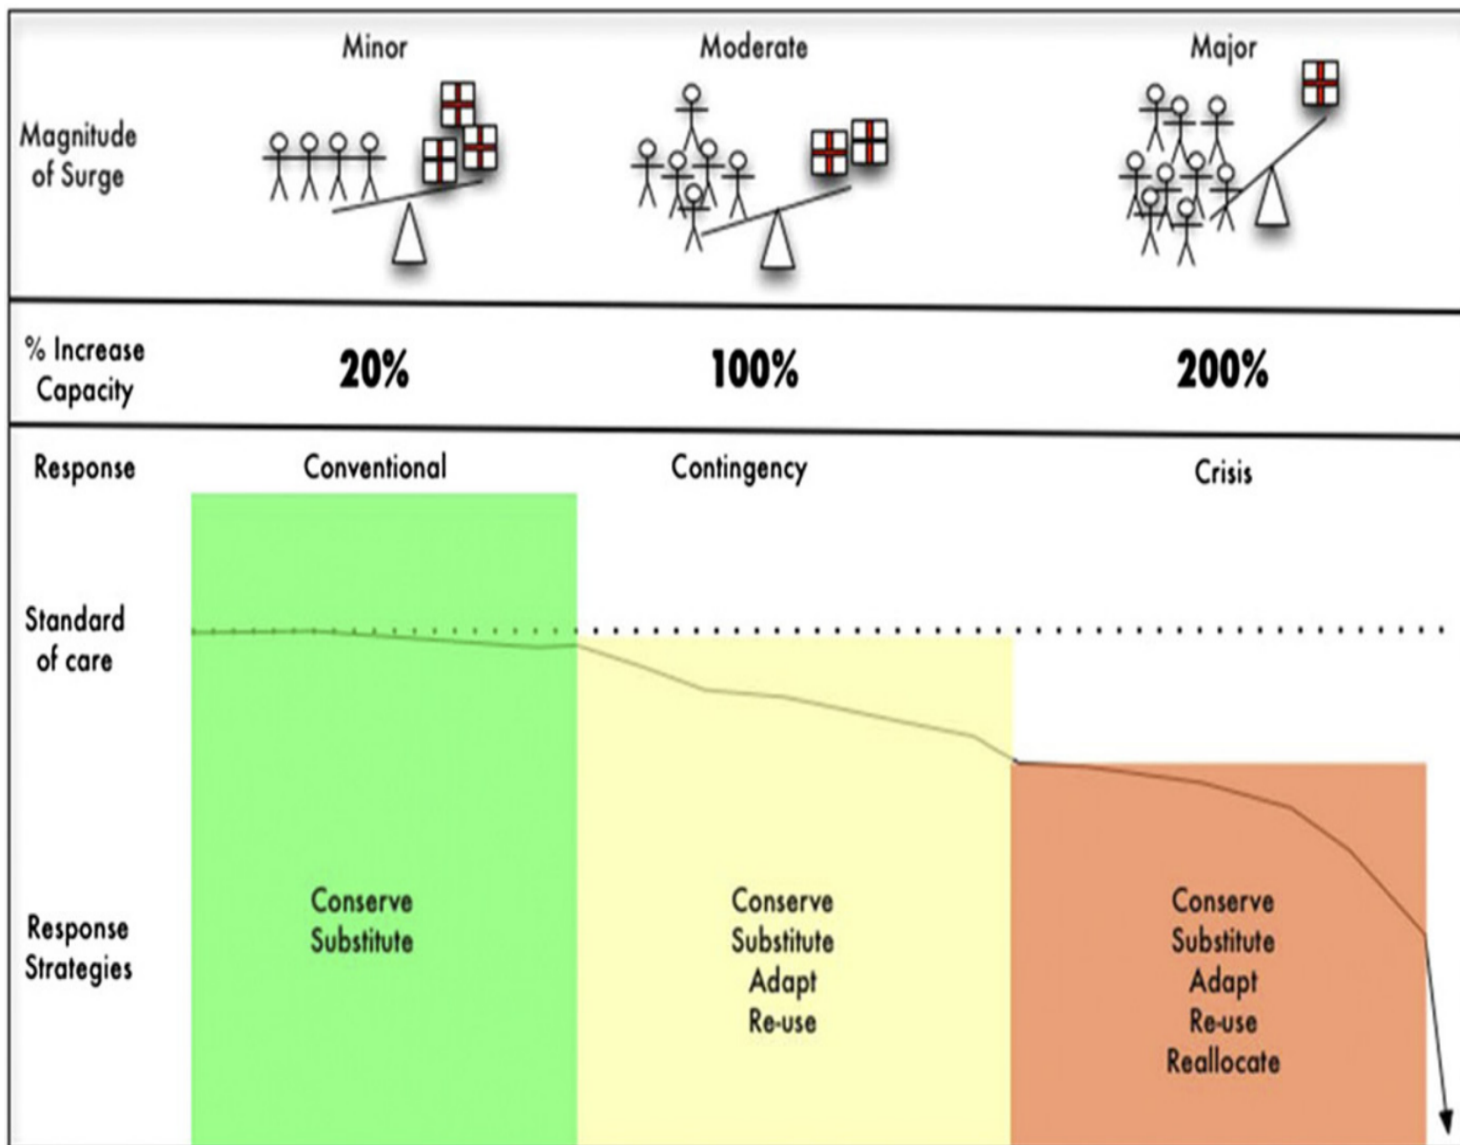 Minor
Moderate
Major
Magnitude
of Surge
% Increase
Capacity
20%
100%
200%
Response
Conventional
Contingency
Crisis
Standard
of care
Response
Strategies
Conserve
Substitute
Conserve
Substitute
Adapt
Re-use
Conserve
Substitute
Adapt
Re-use
Reallocate